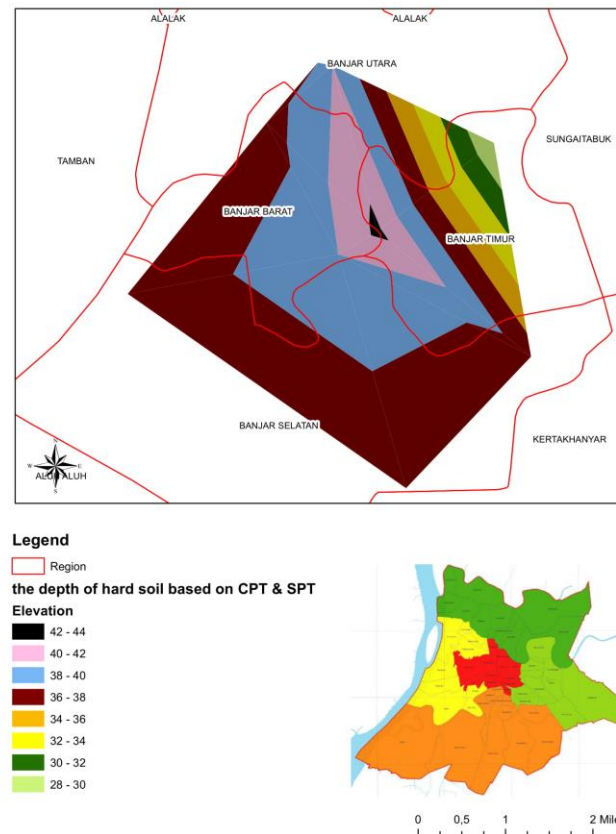 ALALAK
ALALAK
BANJAR UTARA
SUNGAITABUK
TAMBAN
BANJAR BARAT
BANJAR TIMUR
BANJAR SELATAN
KERTAKHANYAR
N
W
E
S
ALUH ALUH
Legend
Region
the depth of hard soil based on CPT & SPT
Elevation
42 - 44
40 - 42
38 - 40
36 - 38
34 - 36
32 - 34
30 - 32
28 - 30
0 0,5 1 2 Mile